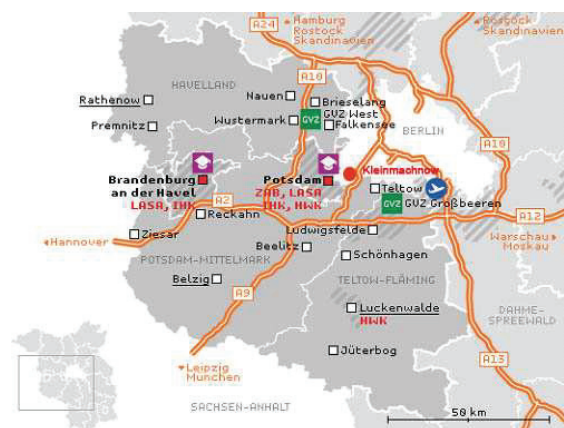 A24
Hamburg
Rostock
Skandinavien
Rostock
Skandinavien
HAVELLAND
A10
Rathenow
Nauen
Brieselang
GVZ
GVZ West
Wustermark
Falkensee
Premnitz
BERLIN
A10
Brandenburg
an der Havel
LASA, IHK
Potsdam
ZAB, LASA
IHK, HWK
Kleinmachnow
Teltow
GVZ
GVZ Großbeeren
A2
Reckahn
A12
Hannover
Ziesar
Ludwigsfelde
Warschau
Moskau
Beelitz
Schönhagen
POTSDAM-MITTELMARK
Belzig
TELTOW-FLÄMING
A9
Luckenwalde
HWK
DAHME-
SPREEWALD
Jüterbog
A13
Leipzig
Munchen
SACHSEN-ANHALT
50 km